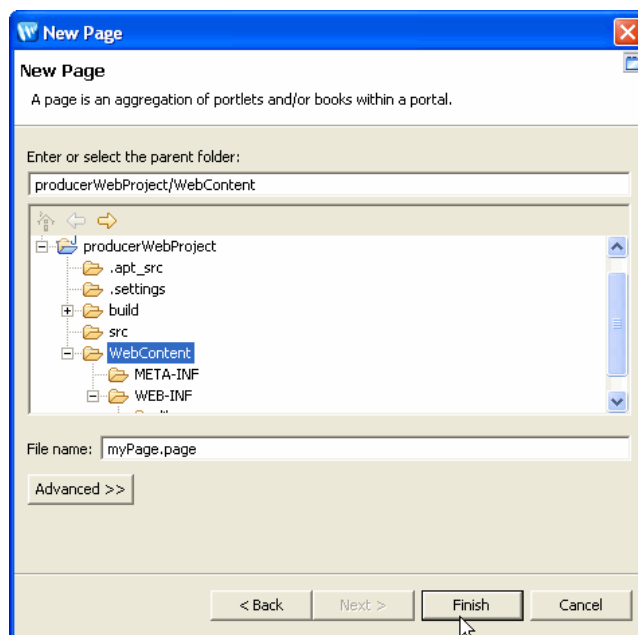 New Page
New Page
A page is an aggregation of portlets and/or books within a portal.
Enter or select the parent folder:
producerWebProject/WebContent
producerWebProject
.apt_src
.settings
build
src
WebContent
META-INF
WEB-INF
File name: myPage.page
Advanced >>
< Back Next > Finish Cancel